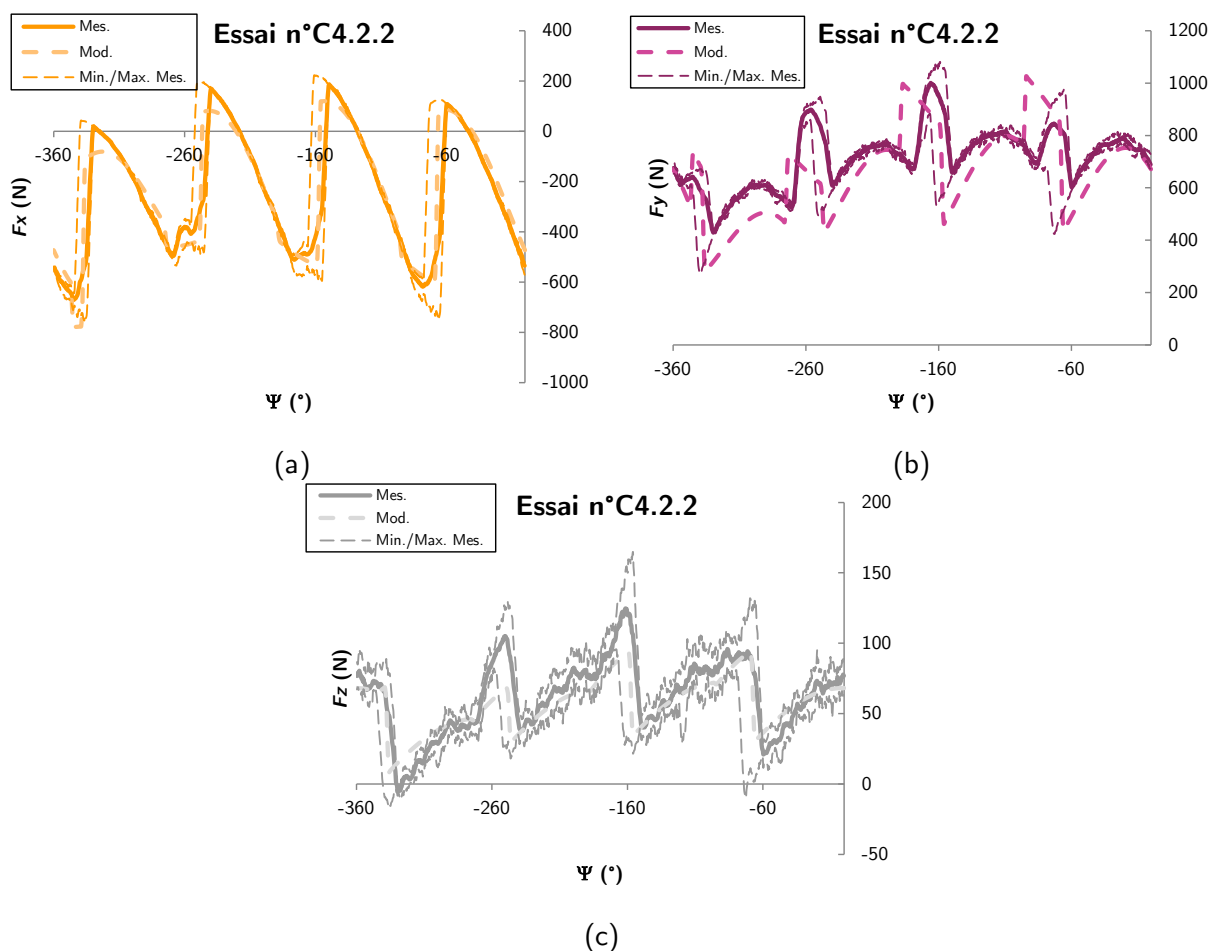 Essai n°C4.2.2
Mes.
Mod.
Min./Max. Mes.
400
200
0
-200
-400
-600
-800
-1000
-360
-260
-160
-60
Fx (N)
Ψ (°)
(a)
Essai n°C4.2.2
Mes.
Mod.
Min./Max. Mes.
1200
1000
800
600
400
200
0
-360
-260
-160
-60
Fy (N)
Ψ (°)
(b)
Essai n°C4.2.2
Mes.
Mod.
Min./Max. Mes.
200
150
100
50
0
-50
-360
-260
-160
-60
Fz (N)
Ψ (°)
(c)